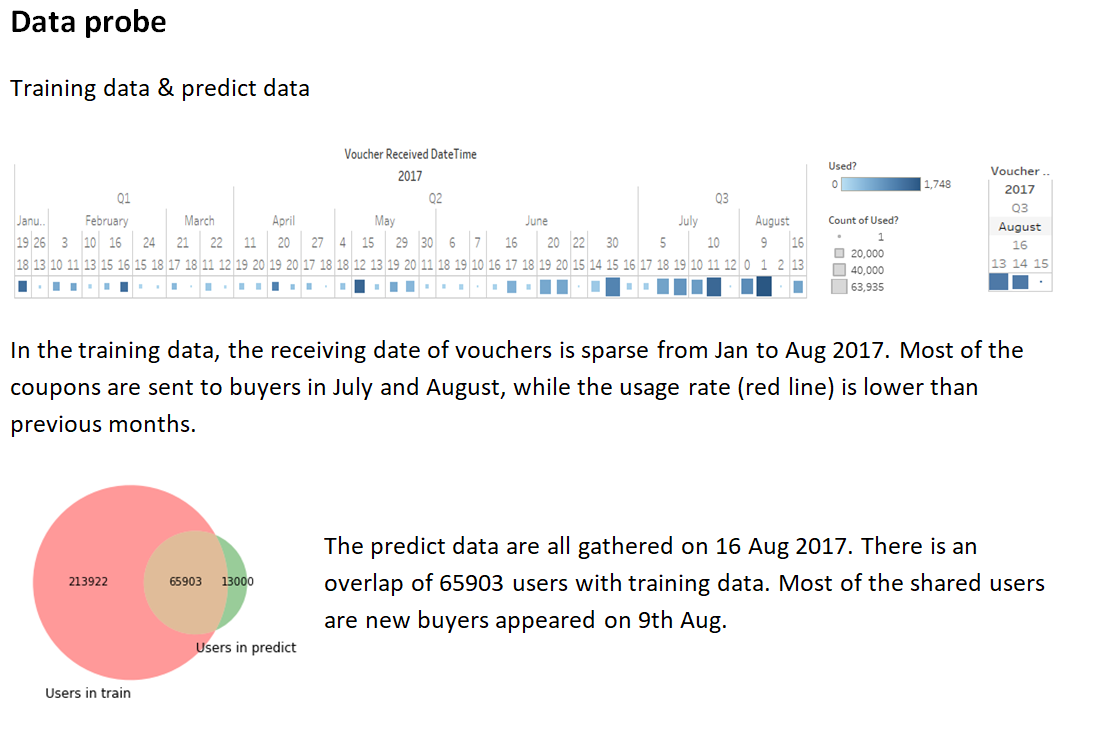 Data probe
Training data & predict data
Voucher Received DateTime
2017
Q1 Q2 Q3
Janu.. February March April May June July August
19 26 3 10 16 24 21 22 11 20 27 4 15 29 30 6 7 16 20 22 30 5 10 9 16
18 13 10 11 13 15 16 15 18 17 18 11 12 19 20 19 20 17 18 18 12 13 19 20 11 18 19 10 16 17 18 19 20 15 14 15 16 17 18 19 10 11 12 0 1 2 13
Used?
0 1,748
Count of Used?
1
20,000
40,000
63,935
Voucher ..
2017
Q3
August
16
13 14 15
In the training data, the receiving date of vouchers is sparse from Jan to Aug 2017. Most of the
coupons are sent to buyers in July and August, while the usage rate (red line) is lower than
previous months.
213922 65903 13000
Users in predict
Users in train
The predict data are all gathered on 16 Aug 2017. There is an
overlap of 65903 users with training data. Most of the shared users
are new buyers appeared on 9th Aug.